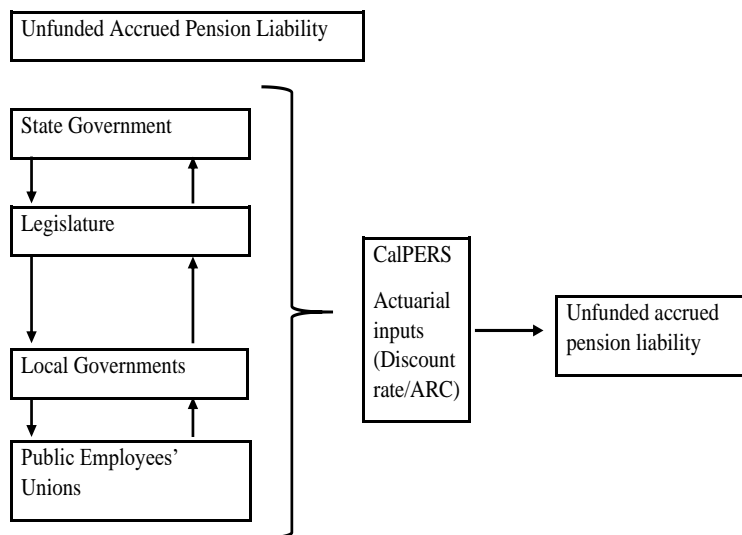 Unfunded Accrued Pension Liability
State Government
Legislature
Local Governments
Public Employees’
Unions
CalPERS
Actuarial
inputs
(Discount
rate/ARC)
Unfunded accrued
pension liability